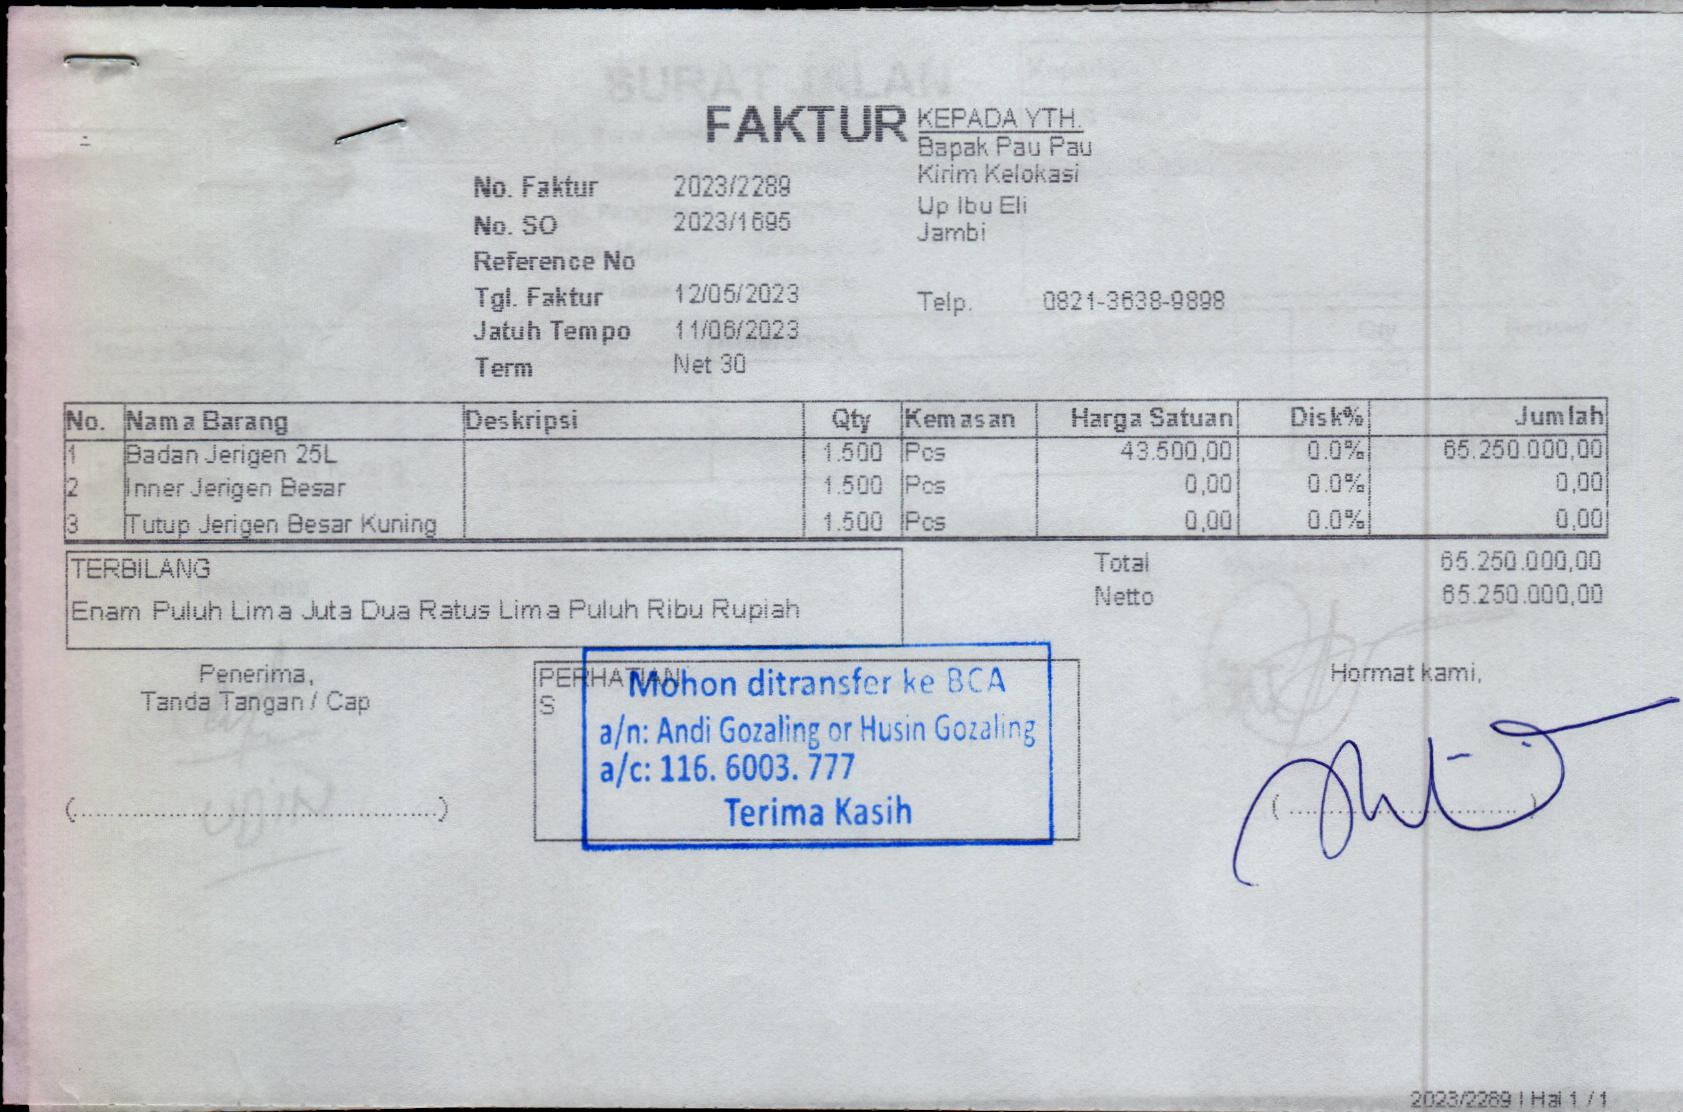 FAKTUR
KEPADA YTH.
Bapak Pau Pau
Kirim Kelokasi
Up Ibu Eli
Jambi
Telp. 0821-3638-9898
No. Faktur 2023/2289
No. SO 2023/1695
Reference No
Tgl. Faktur 12/05/2023
Jatuh Tempo 11/06/2023
Term Net 30
No. Nama Barang Deskripsi Qty Kemasan Harga Satuan Disk% Jumlah
1 Badan Jerigen 25L 1.500 Pcs 43.500,00 0.0% 65.250.000,00
2 Inner Jerigen Besar 1.500 Pcs 0,00 0.0% 0,00
3 Tutup Jerigen Besar Kuning 1.500 Pcs 0,00 0.0% 0,00
TERBILANG
Enam Puluh Lima Juta Dua Ratus Lima Puluh Ribu Rupiah
Total 65.250.000,00
Netto 65.250.000,00
Penerima,
Tanda Tangan / Cap
(........................................)
PERHATIAN
S
Mohon ditransfer ke BCA
a/n: Andi Gozaling or Husin Gozaling
a/c: 116. 6003. 777
Terima Kasih
Hormat kami,
(........................................)
2023/2289 | Hal 1 / 1